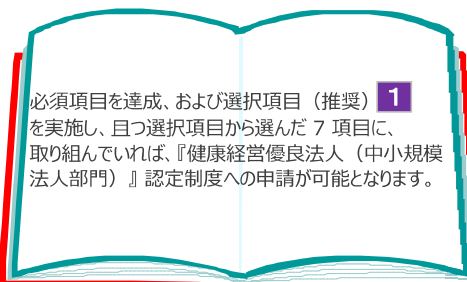 必須項目を達成、および選択項目（推奨） 1
を実施し、且つ選択項目から選んだ 7 項目に、
取り組んでいれば、『健康経営優良法人（中小規模
法人部門）』認定制度への申請が可能となります。